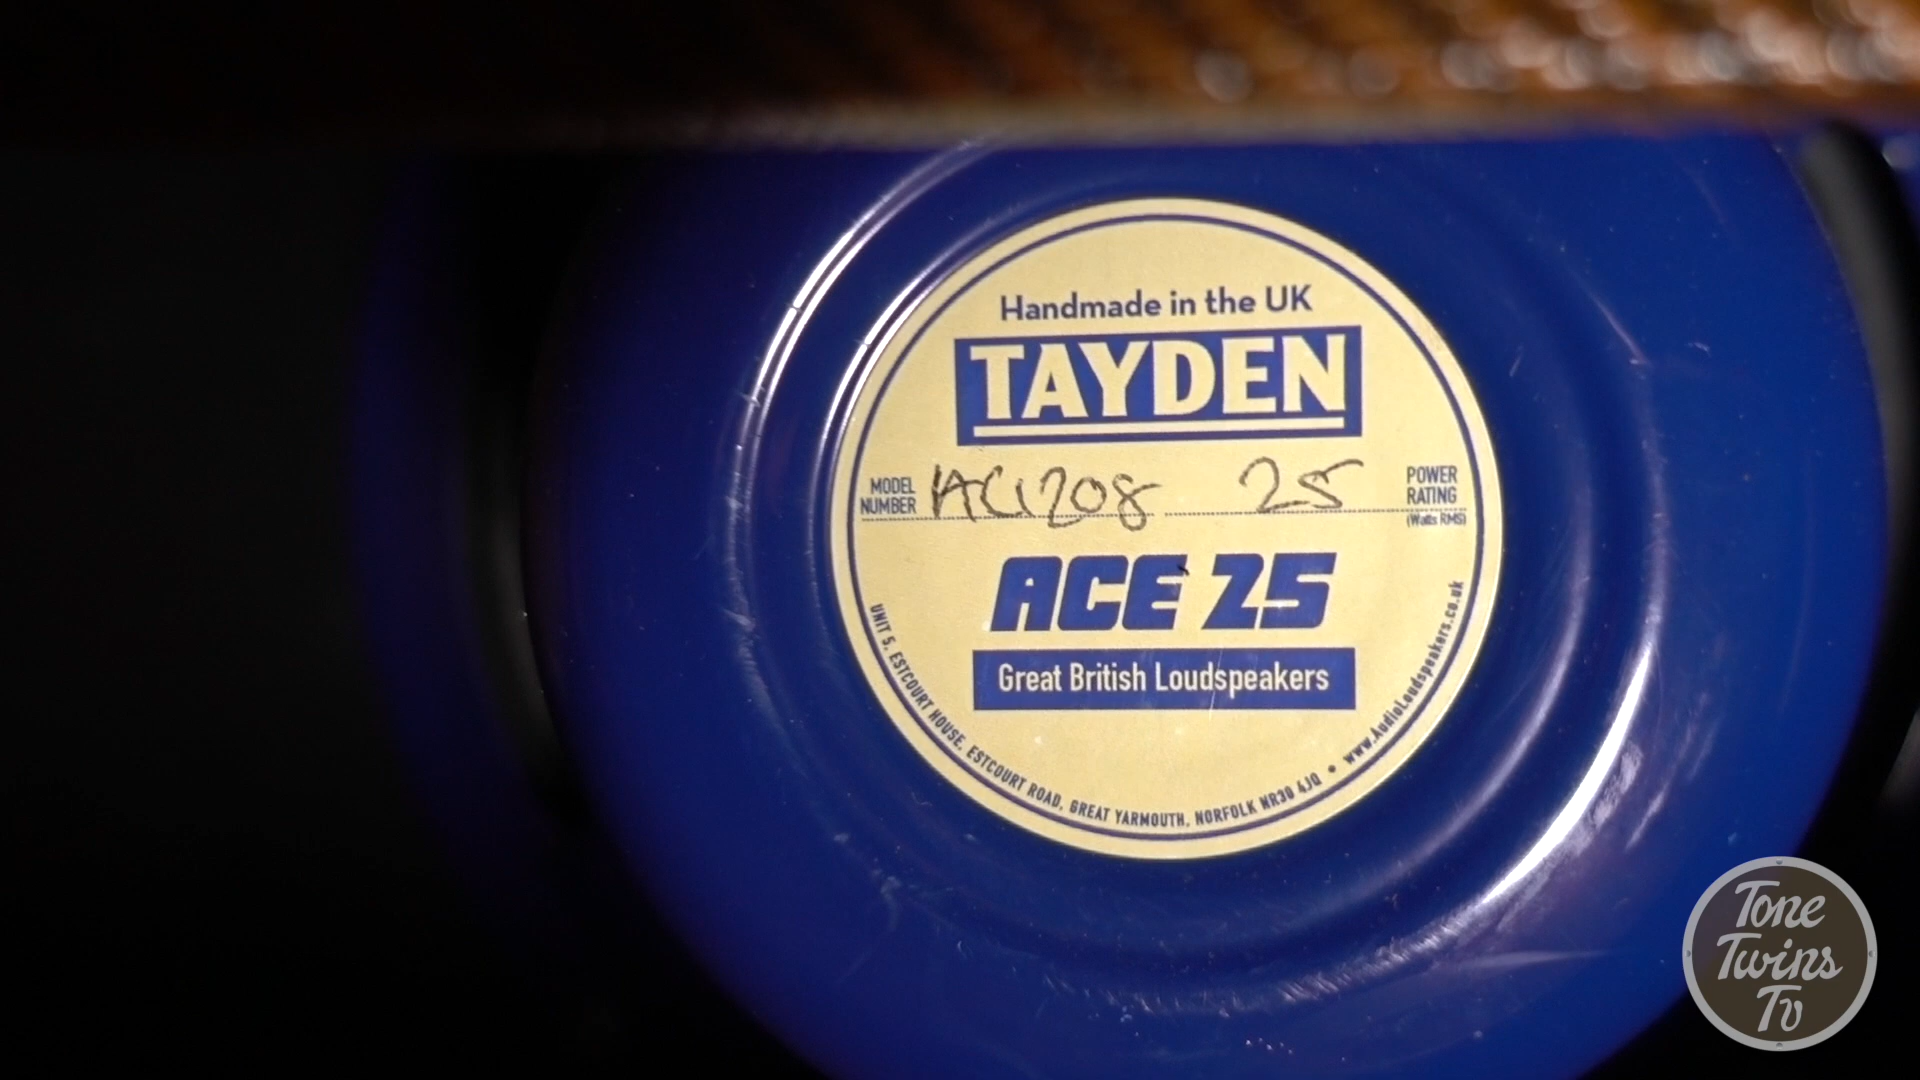 Handmade in the UK
TAYDEN
MODEL NUMBER AC1208 25 POWER RATING
(Watts RMS)
ACE 25
Great British Loudspeakers
UNIT 5, ESTCOURT HOUSE, ESTCOURT ROAD, GREAT YARMOUTH, NORFOLK NR30 4JQ • www.AudioLoudspeakers.co.uk
Tone
Twins
Tv